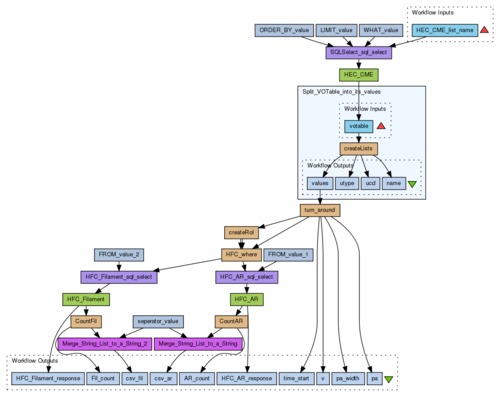 Workflow Inputs
ORDER_BY_value
LIMIT_value
WHAT_value
HEC_CME_list_name
SQLSelect_sql_select
HEC_CME
Split_VOTable_into_its_values
Workflow Inputs
votable
createLists
Workflow Outputs
values
utype
ucd
name
turn_around
createRoI
FROM_value_2
HFC_where
FROM_value_1
HFC_Filament_sql_select
HFC_AR_sql_select
HFC_Filament
HFC_AR
CountFil
seperator_value
CountAR
Merge_String_List_to_a_String_2
Merge_String_List_to_a_String
Workflow Outputs
HFC_Filament_response
Fil_count
csv_fil
csv_ar
AR_count
HFC_AR_response
time_start
v
pa_width
pa